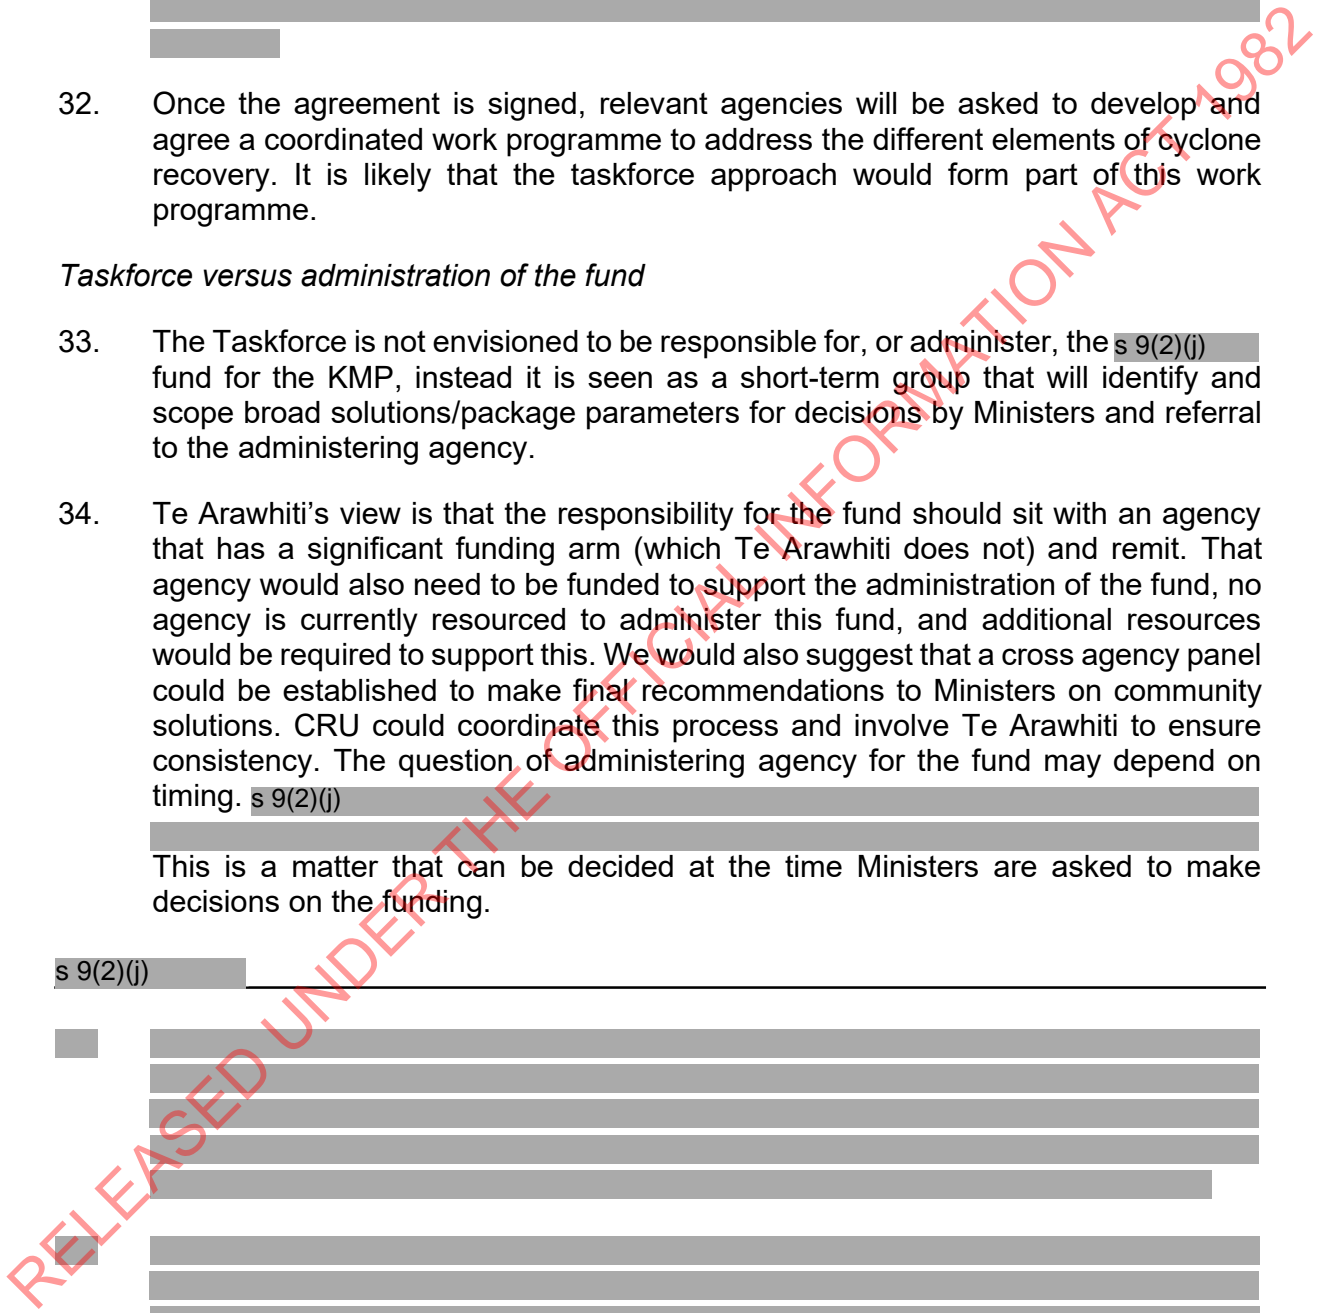 32. Once the agreement is signed, relevant agencies will be asked to develop and
agree a coordinated work programme to address the different elements of cyclone
recovery. It is likely that the taskforce approach would form part of this work
programme.
Taskforce versus administration of the fund
33. The Taskforce is not envisioned to be responsible for, or administer, the s 9(2)(j)
fund for the KMP, instead it is seen as a short-term group that will identify and
scope broad solutions/package parameters for decisions by Ministers and referral
to the administering agency.
34. Te Arawhiti’s view is that the responsibility for the fund should sit with an agency
that has a significant funding arm (which Te Arawhiti does not) and remit. That
agency would also need to be funded to support the administration of the fund, no
agency is currently resourced to administer this fund, and additional resources
would be required to support this. We would also suggest that a cross agency panel
could be established to make final recommendations to Ministers on community
solutions. CRU could coordinate this process and involve Te Arawhiti to ensure
consistency. The question of administering agency for the fund may depend on
timing. s 9(2)(j)
This is a matter that can be decided at the time Ministers are asked to make
decisions on the funding.
s 9(2)(j)
RELEASED UNDER THE OFFICIAL INFORMATION ACT 1982